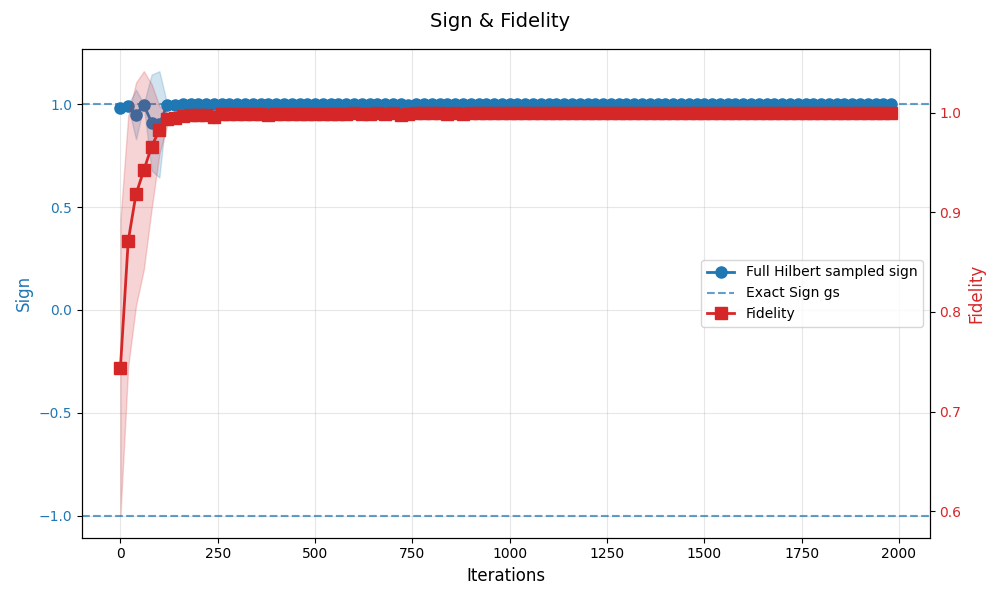 Sign & Fidelity
1.0
0.5
0.0
−0.5
−1.0
Sign
1.0
0.9
0.8
0.7
0.6
Fidelity
Full Hilbert sampled sign
Exact Sign gs
Fidelity
0 250 500 750 1000 1250 1500 1750 2000
Iterations